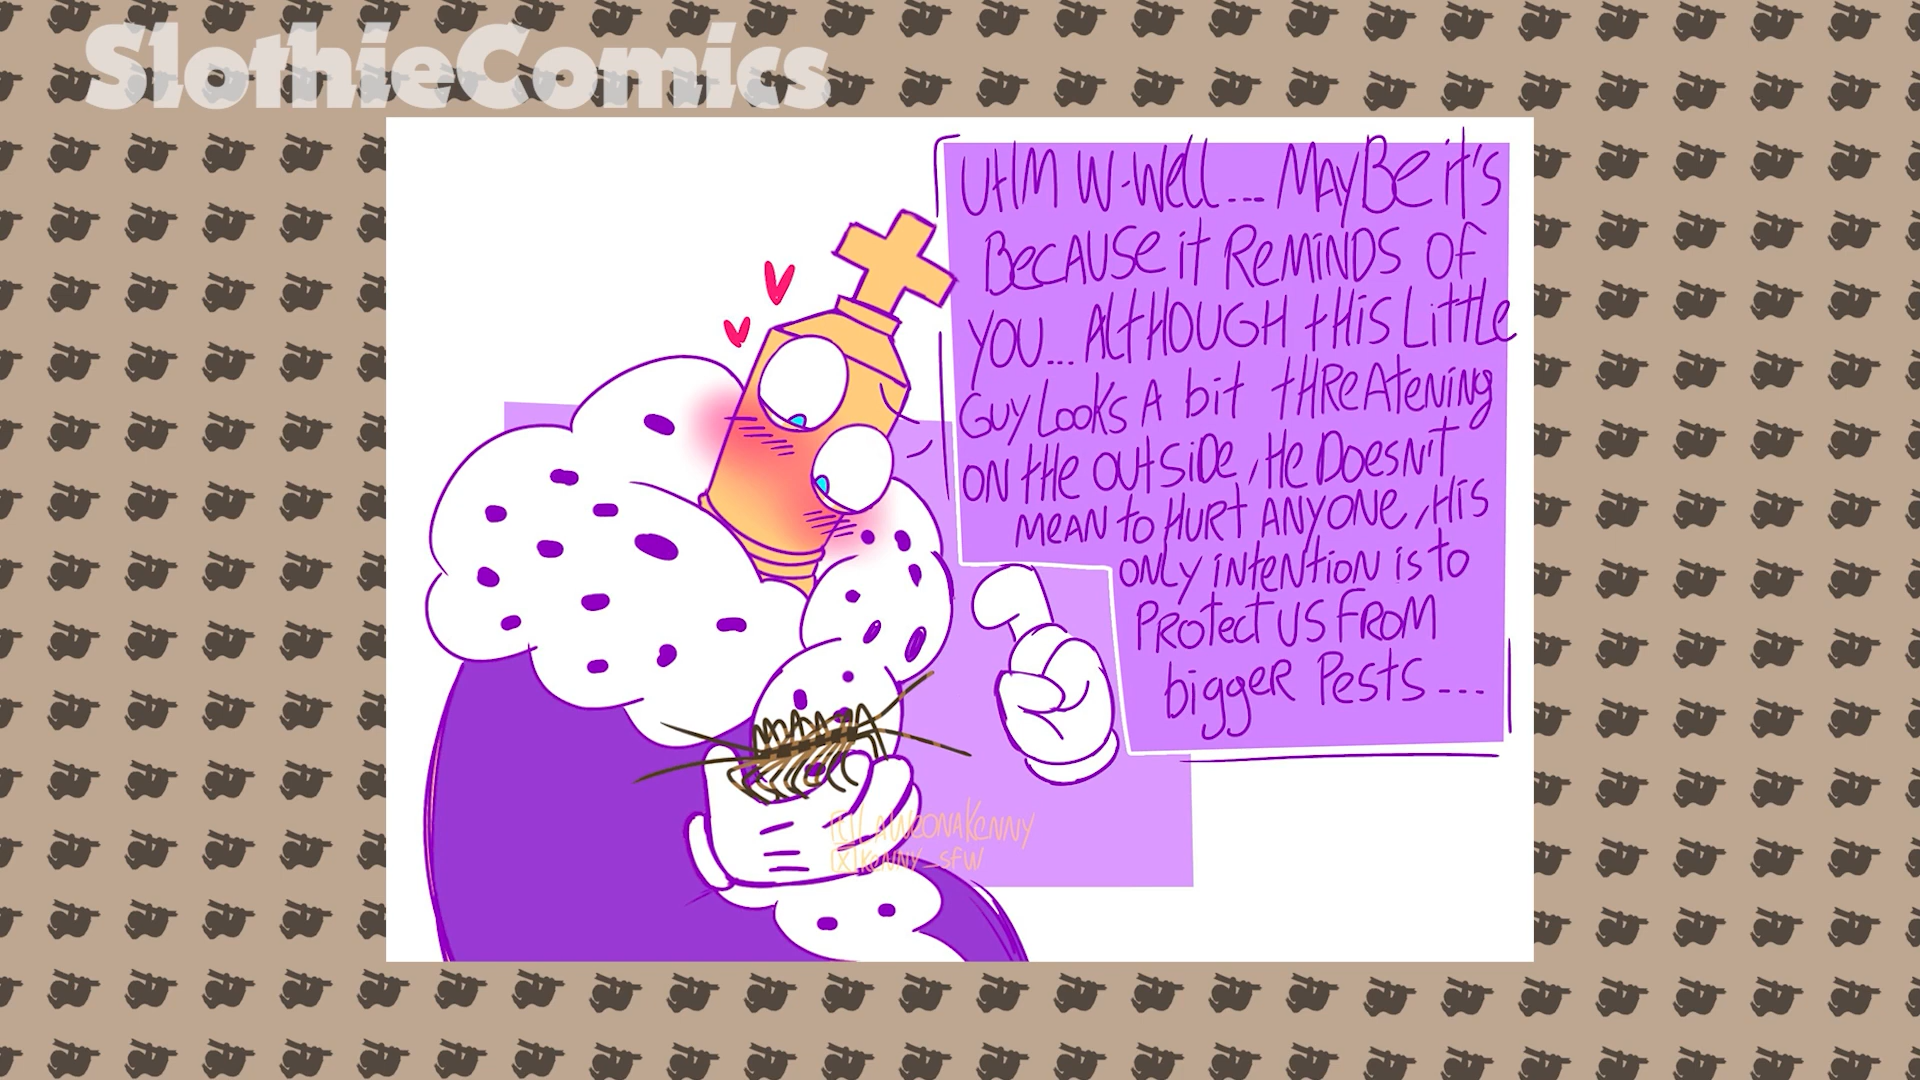 SlothieComics
UHM W-Well... MAYBe it's
BecAUSe it ReMiNDS OF
YOU... AltHOUGH tHiS Little
GUY LooKS A bit tHReAteNiNg
ON tHe OUtSiDe, He DoeSN't
MeAN to HURt ANYONe, HiS
ONLY iNteNtioN iS to
PRotect US FROM
bigger PeStS...
KeNNY_SFW